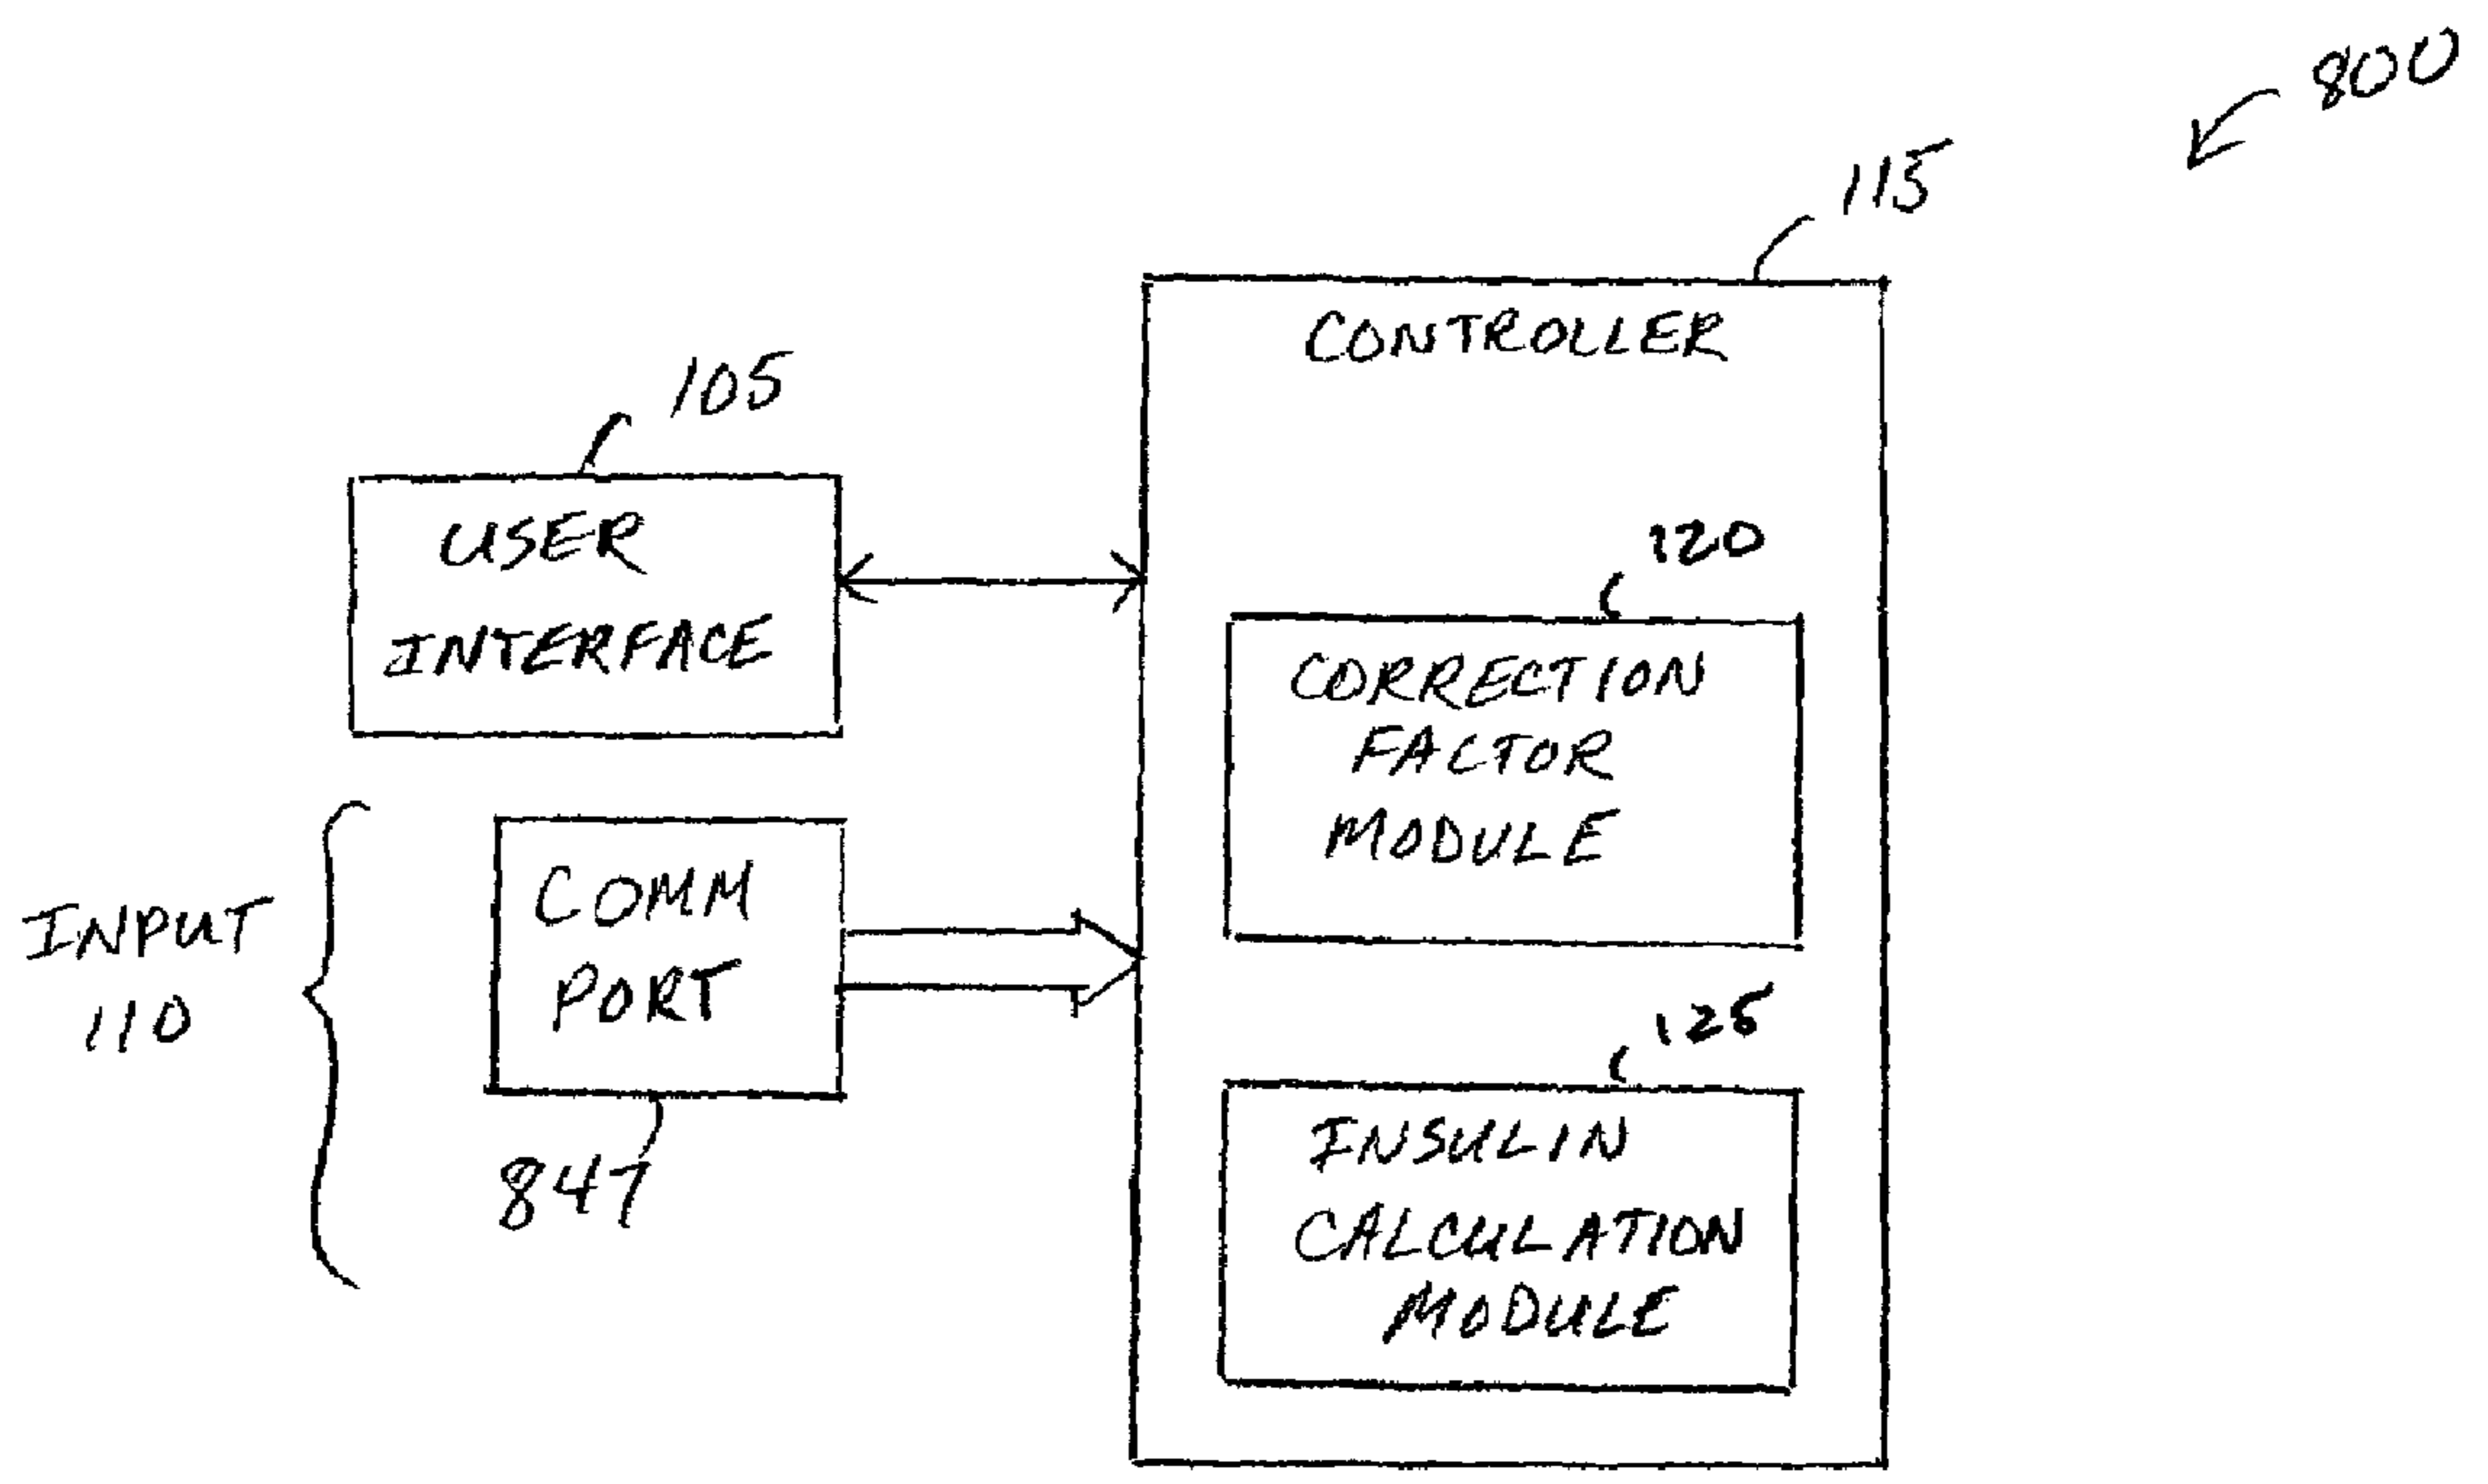 800
115
CONTROLLER
105
USER
INTERFACE
120
CORRECTION
FACTOR
MODULE
INPUT
110
COMM
PORT
847
125
INSULIN
CALCULATION
MODULE